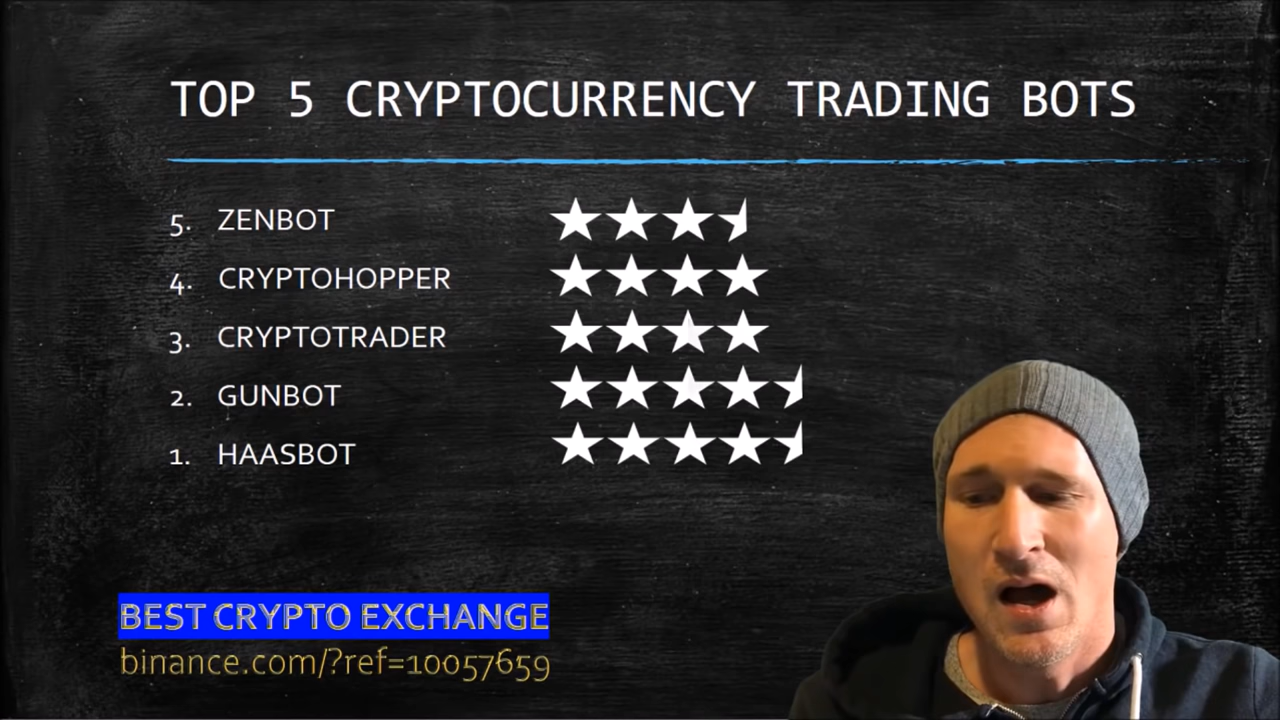 TOP 5 CRYPTOCURRENCY TRADING BOTS
5. ZENBOT
4. CRYPTOHOPPER
3. CRYPTOTRADER
2. GUNBOT
1. HAASBOT
BEST CRYPTO EXCHANGE
binance.com/?ref=10057659